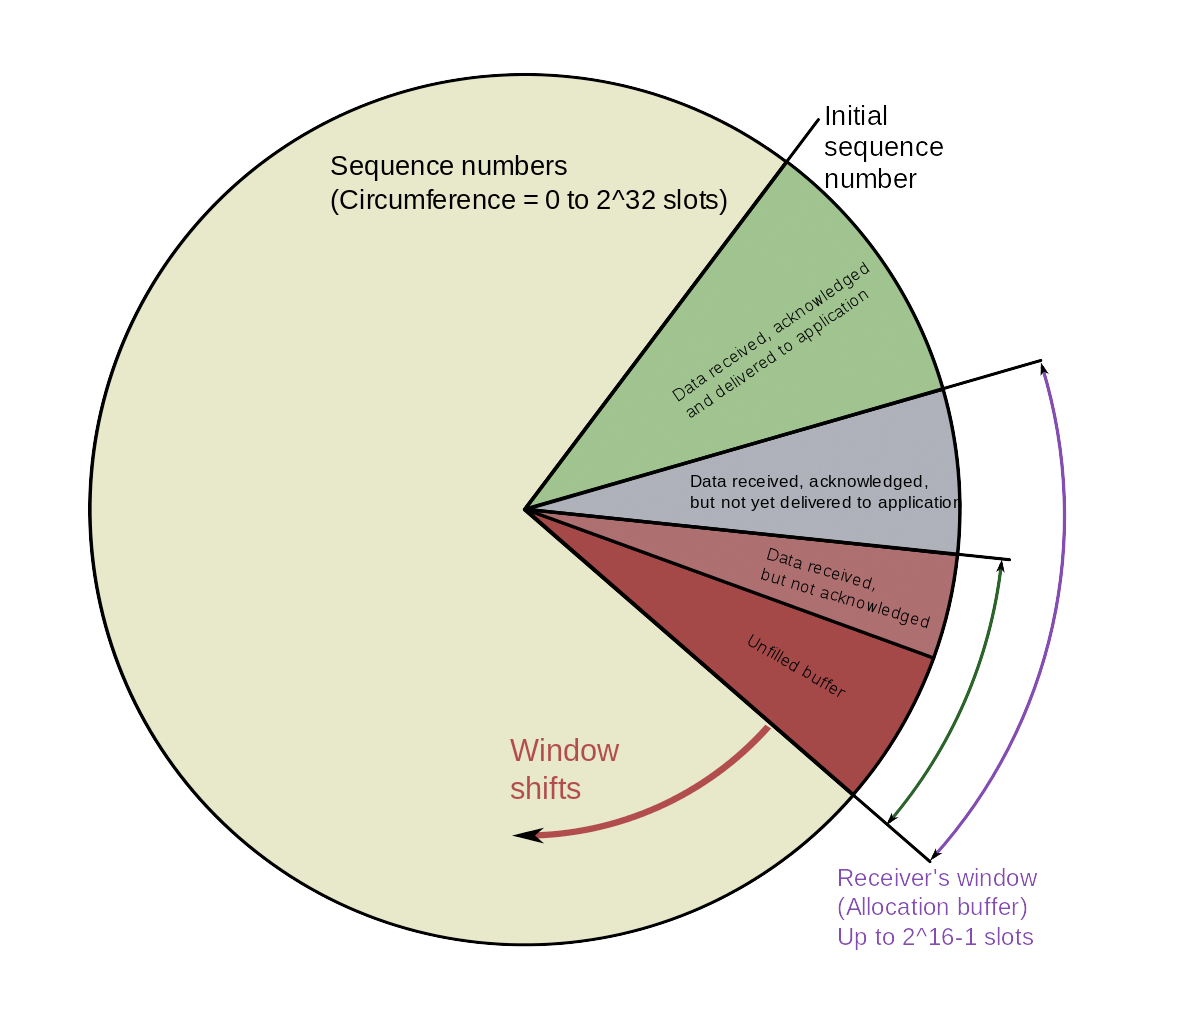 Initial
sequence
number
Sequence numbers
(Circumference = 0 to 2^32 slots)
Data received, acknowledged
and delivered to application
Data received, acknowledged,
but not yet delivered to application
Data received,
but not acknowledged
Unfilled buffer
Window
shifts
Receiver's window
(Allocation buffer)
Up to 2^16-1 slots